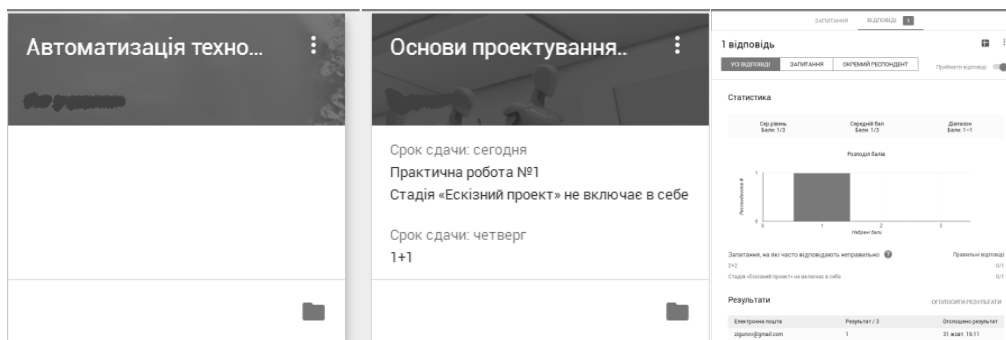 Автоматизація техно...
Основи проектування..
Срок сдачи: сегодня
Практична робота №1
Стадія «Ескізний проект» не включає в себе
Срок сдачи: четверг
1+1
ЗАПИТАННЯ ВІДПОВІДІ 1
1 відповідь
УСІ ВІДПОВІДІ ЗАПИТАННЯ ОКРЕМИЙ РЕСПОНДЕНТ Приймати відповіді
Статистика
Сер.рівень Середній бал Діапазон
Бали: 1/3 Бали: 1/3 Бали: 1–1
Розподіл балів
Респонденти #
1
0
0 1 2 3
Набрані бали
Запитання, на які часто відповідають неправильно Правильні відповіді
2+2 0/1
Стадія «Ескізний проект» не включає в себе 0/1
Результати ОГОЛОСИТИ РЕЗУЛЬТАТИ
Електронна пошта Результат / 3 Оголошено результат
1 31 жовт. 19:11